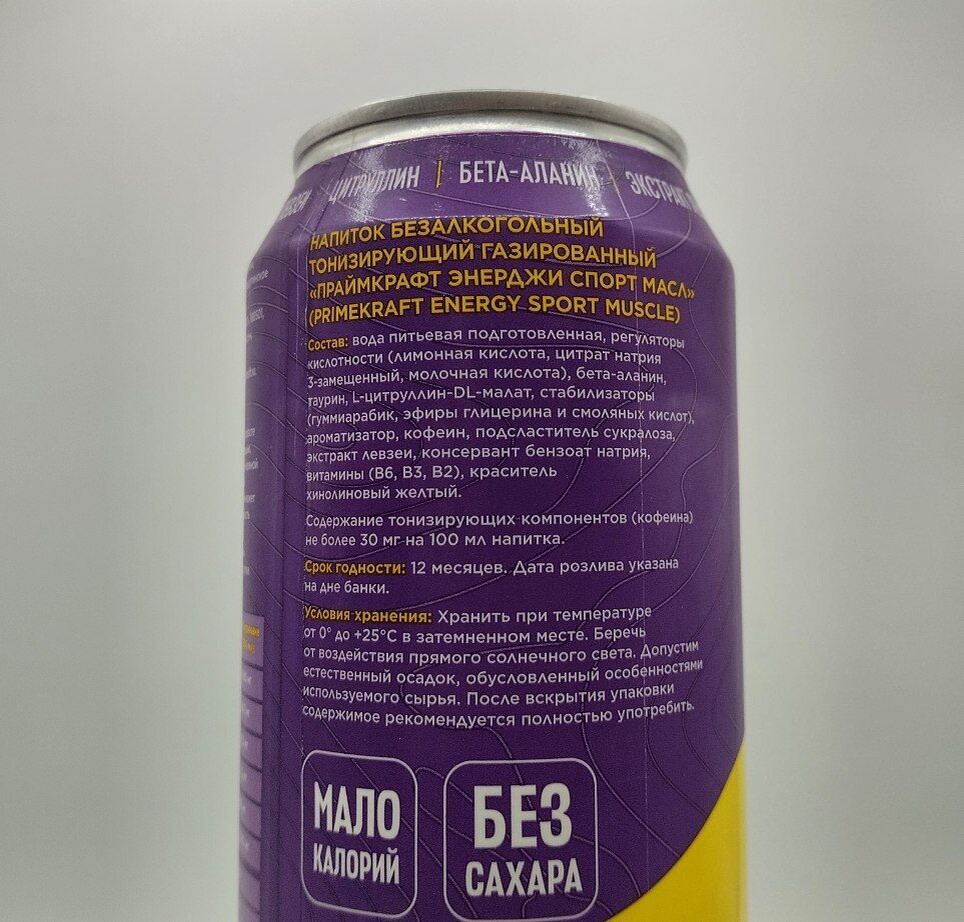 ЦИТРУЛЛИН | БЕТА-АЛАНИН | ЭКСТРАКТ
НАПИТОК БЕЗАЛКОГОЛЬНЫЙ
ТОНИЗИРУЮЩИЙ ГАЗИРОВАННЫЙ
«ПРАЙМКРАФТ ЭНЕРДЖИ СПОРТ МАСЛ»
(PRIMEKRAFT ENERGY SPORT MUSCLE)
Состав: вода питьевая подготовленная, регуляторы
кислотности (лимонная кислота, цитрат натрия
3-замещенный, молочная кислота), бета-аланин,
таурин, L-цитруллин-DL-малат, стабилизаторы
(гуммиарабик, эфиры глицерина и смоляных кислот),
ароматизатор, кофеин, подсластитель сукралоза,
экстракт левзеи, консервант бензоат натрия,
витамины (В6, В3, В2), краситель
хинолиновый желтый.
Содержание тонизирующих компонентов (кофеина)
не более 30 мг на 100 мл напитка.
Срок годности: 12 месяцев. Дата розлива указана
на дне банки.
Условия хранения: Хранить при температуре
от 0° до +25°С в затемненном месте. Беречь
от воздействия прямого солнечного света. Допустим
естественный осадок, обусловленный особенностями
используемого сырья. После вскрытия упаковки
содержимое рекомендуется полностью употребить.
МАЛО
КАЛОРИЙ
БЕЗ
САХАРА